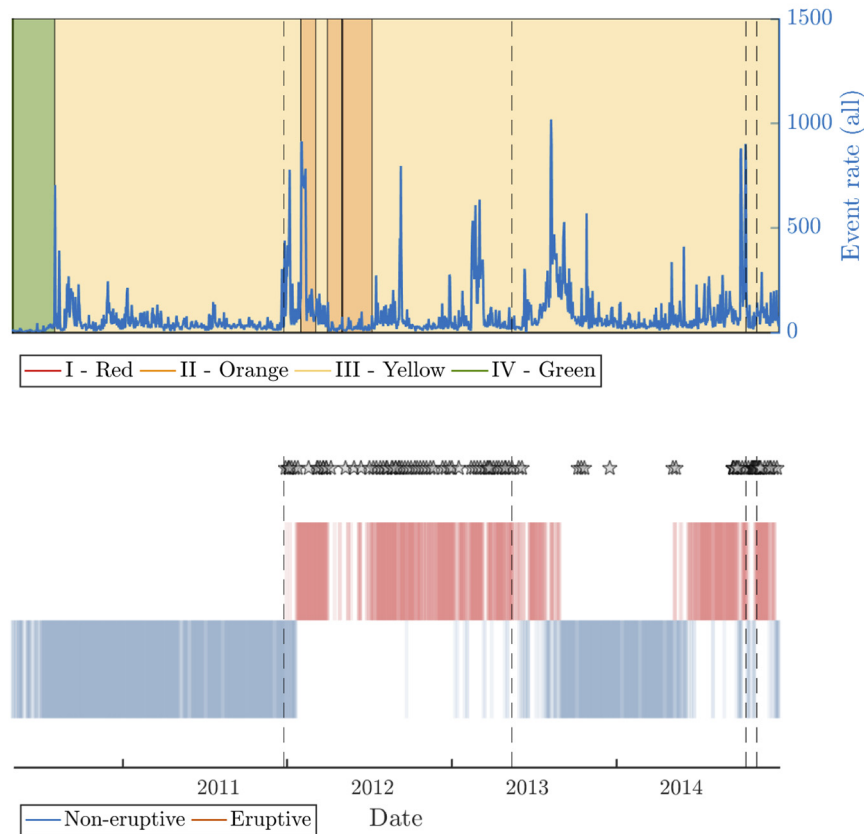 1500
1000
500
0
Event rate (all)
I - Red II - Orange III - Yellow IV - Green
2011 2012 2013 2014
Non-eruptive Eruptive
Date